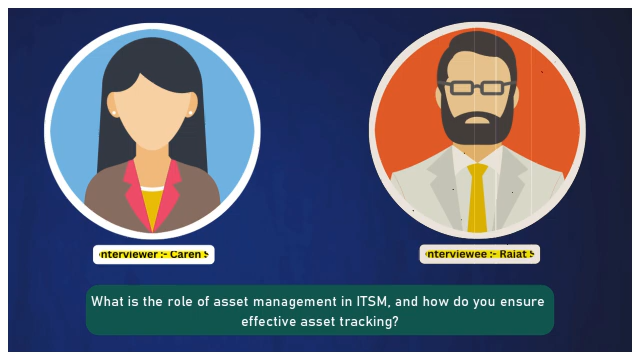 nterviewer :- Caren :-
nterviewee :- Rajat :-
What is the role of asset management in ITSM, and how do you ensure
effective asset tracking?